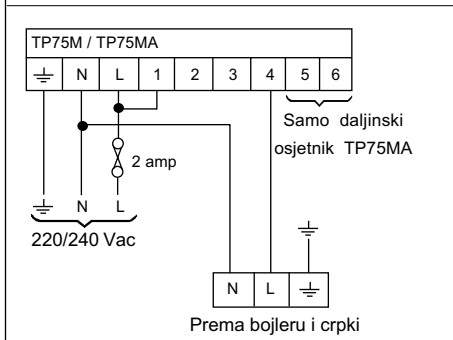 TP75M / TP75MA
N L 1 2 3 4 5 6
Samo daljinski
osjetnik TP75MA
2 amp
N L
220/240 Vac
N L
Prema bojleru i crpki